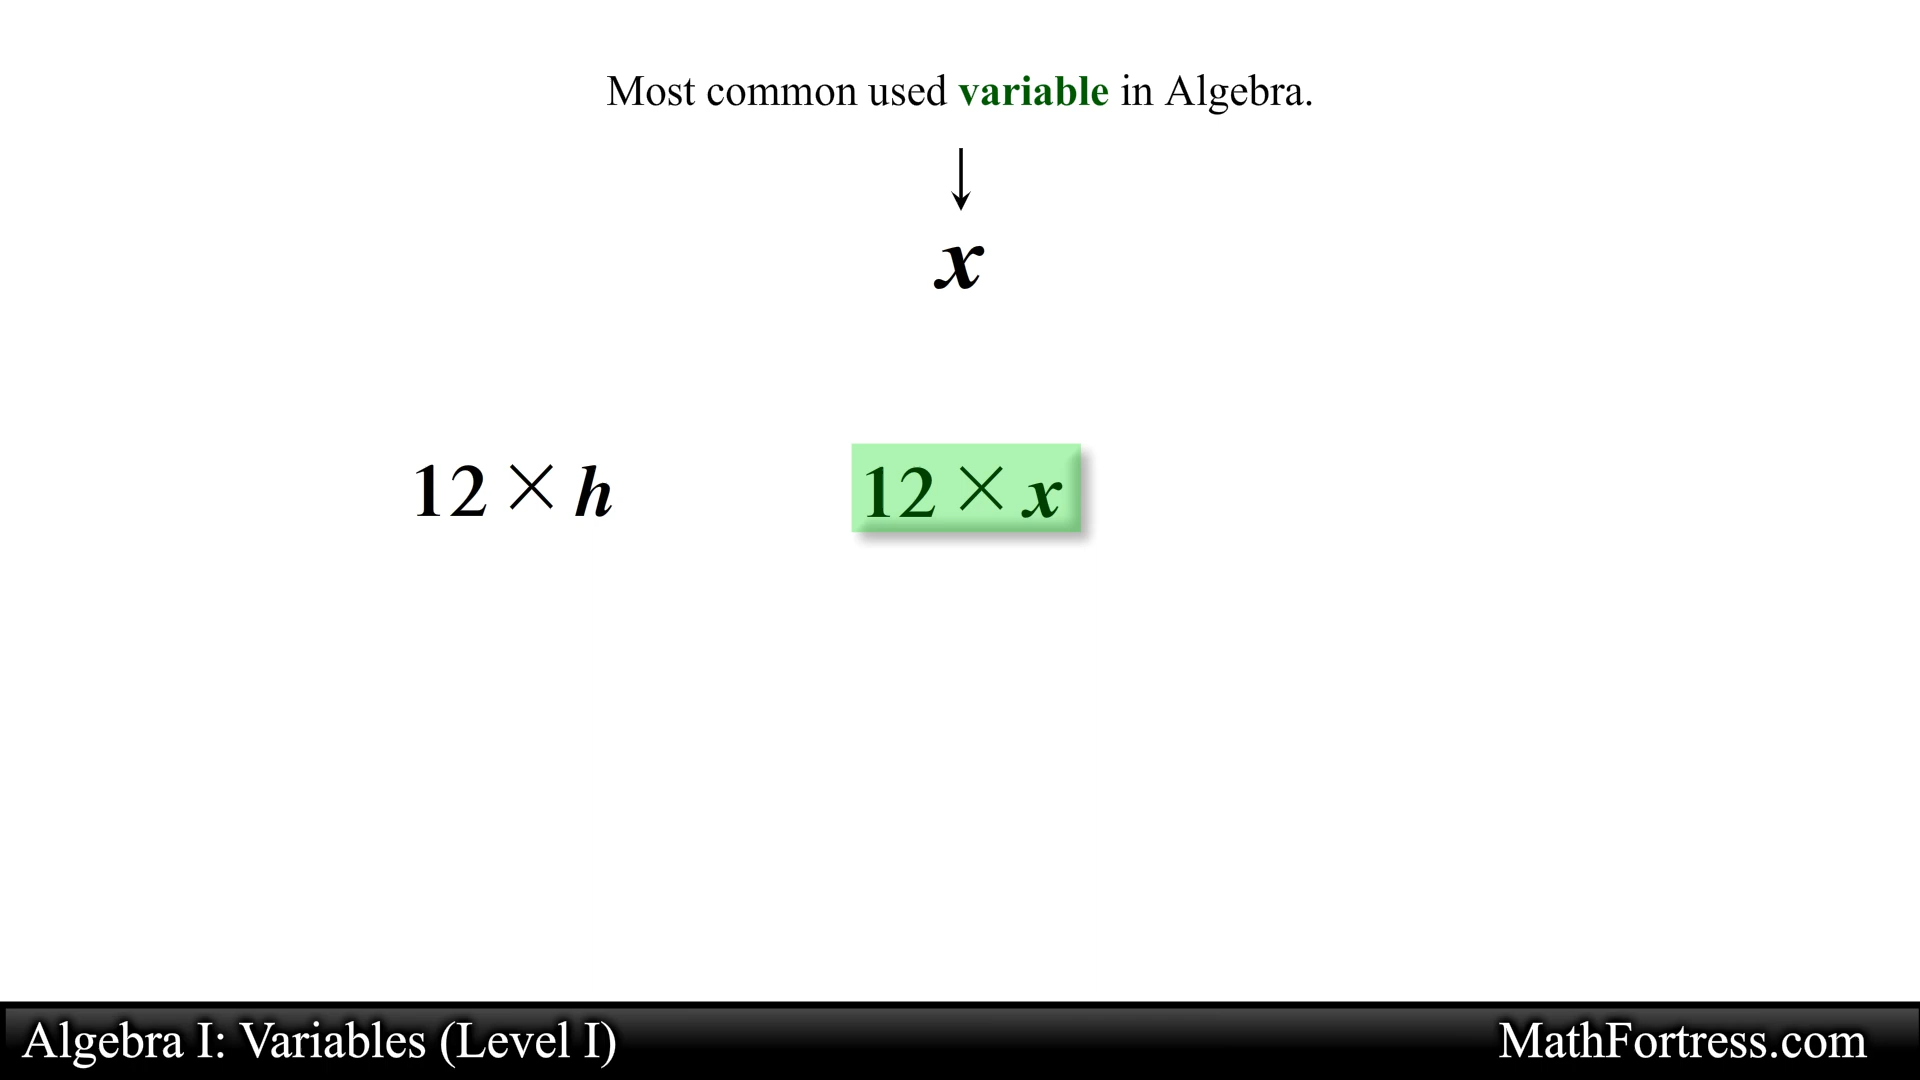 Most common used variable in Algebra.
x
12 × h
12 × x
Algebra I: Variables (Level I)
MathFortress.com